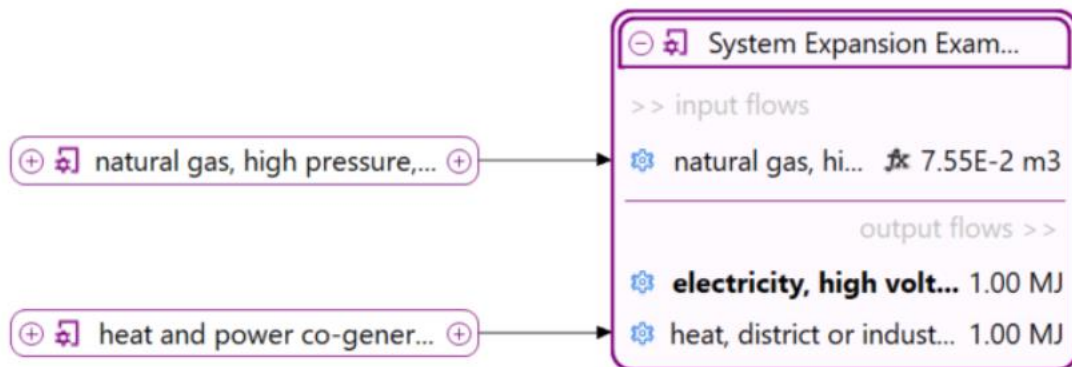 System Expansion Exam...
>> input flows
natural gas, high pressure,...
natural gas, hi... fx 7.55E-2 m3
output flows >>
electricity, high volt... 1.00 MJ
heat and power co-gener...
heat, district or indust... 1.00 MJ